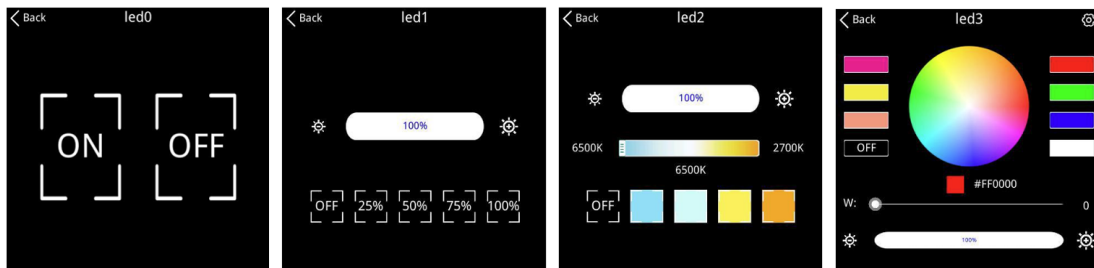 Back led0
ON OFF
Back led1
100%
OFF 25% 50% 75% 100%
Back led2
100%
6500K 2700K
6500K
OFF
Back led3
OFF
#FF0000
W: 0
100%